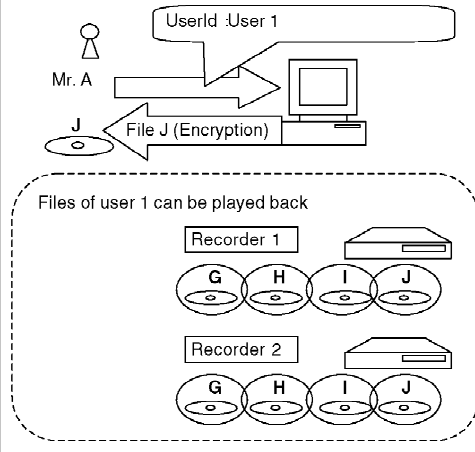 UserId :User 1
Mr. A
J
File J (Encryption)
Files of user 1 can be played back
Recorder 1
G H I J
Recorder 2
G H I J